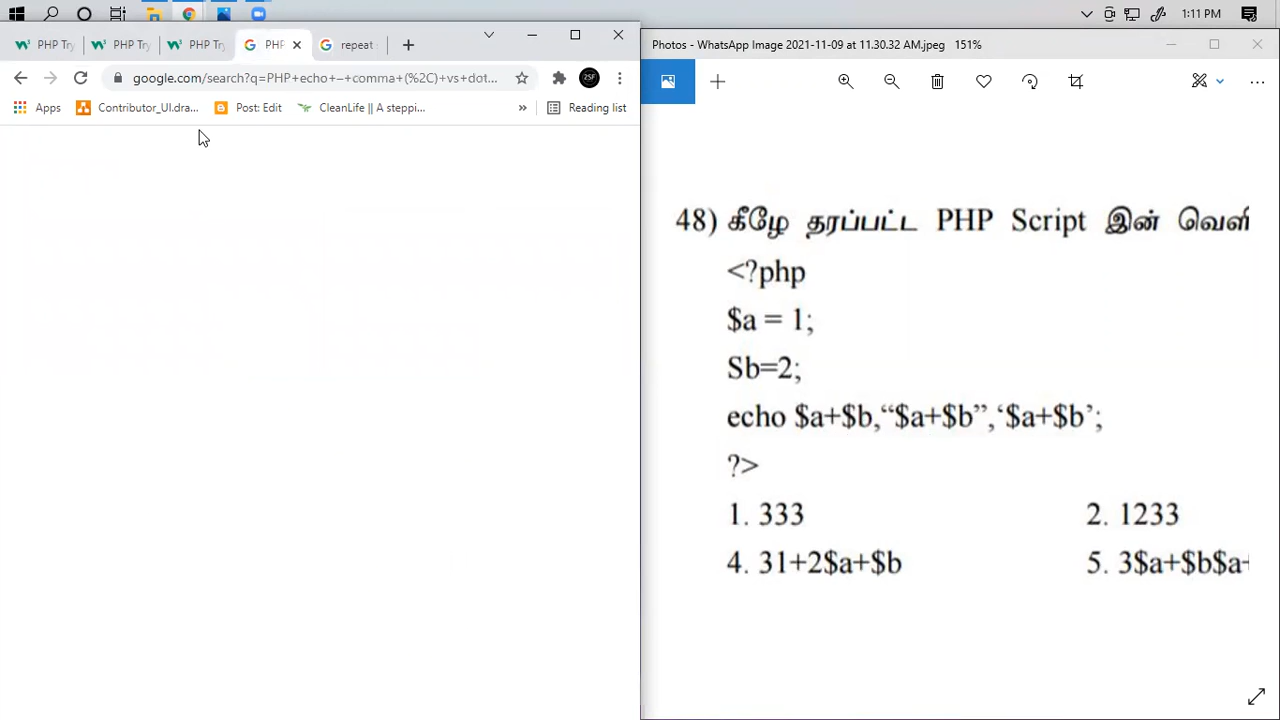 1:11 PM
PHP Try
PHP Try
PHP Try
PHP
repeat
google.com/search?q=PHP+echo+–+comma+(%2C)+vs+dot...
Apps
Contributor_UI.dra...
Post: Edit
CleanLife || A steppi...
»
Reading list
Photos - WhatsApp Image 2021-11-09 at 11.30.32 AM.jpeg 151%
48) கீழே தரப்பட்ட PHP Script இன் வெளி
<?php
$a = 1;
Sb=2;
echo $a+$b,“$a+$b”,‘$a+$b’;
?>
1. 333 2. 1233
4. 31+2$a+$b 5. 3$a+$b$a+